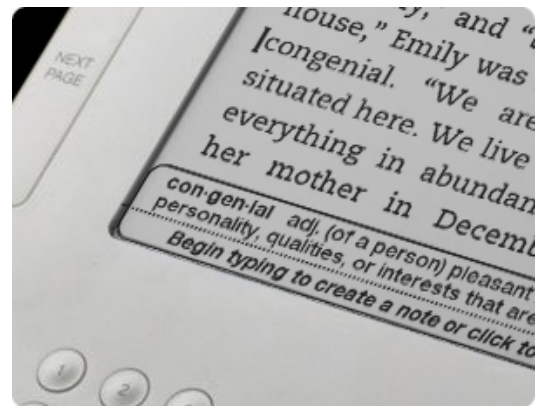 NEXT
PAGE
and
house,” Emily was
congenial. “We are
situated here. We live
everything in abundan
her mother in Decemb
con·gen·ial adj. (of a person) pleasant
personality, qualities, or interests that are
Begin typing to create a note or click to
1
2